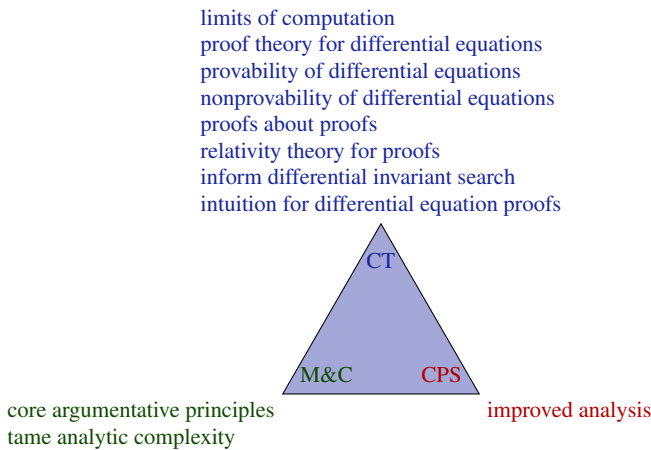 limits of computation
proof theory for differential equations
provability of differential equations
nonprovability of differential equations
proofs about proofs
relativity theory for proofs
inform differential invariant search
intuition for differential equation proofs
CT
M&C
CPS
core argumentative principles
tame analytic complexity
improved analysis